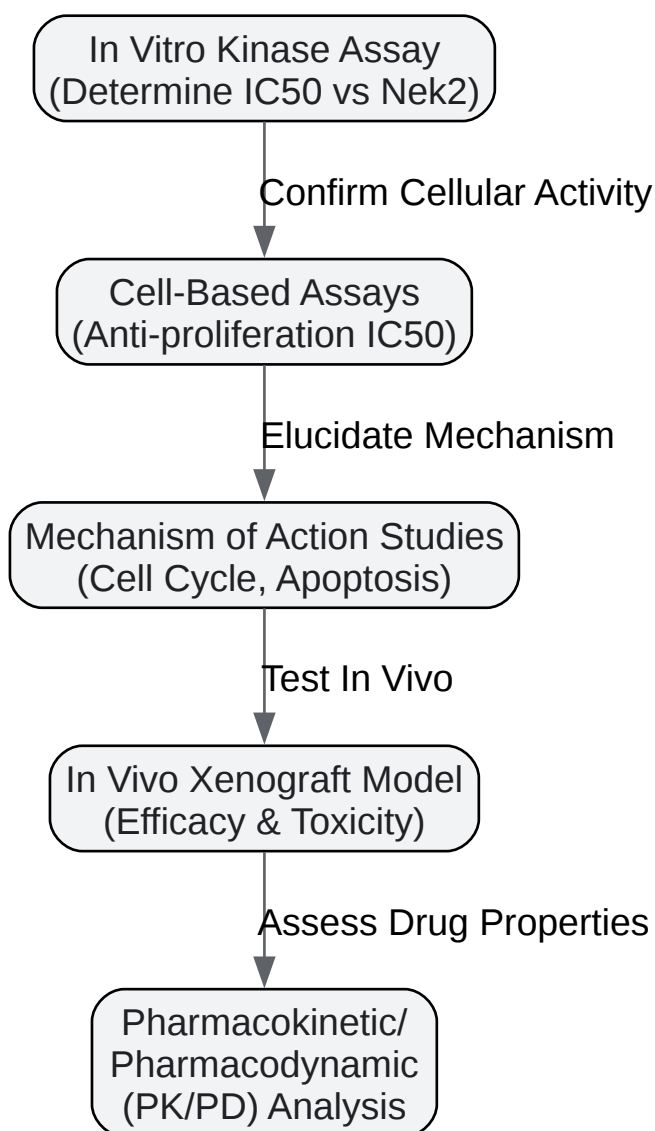 In Vitro Kinase Assay
(Determine IC50 vs Nek2)
Confirm Cellular Activity
Cell-Based Assays
(Anti-proliferation IC50)
Elucidate Mechanism
Mechanism of Action Studies
(Cell Cycle, Apoptosis)
Test In Vivo
In Vivo Xenograft Model
(Efficacy & Toxicity)
Assess Drug Properties
Pharmacokinetic/
Pharmacodynamic
(PK/PD) Analysis